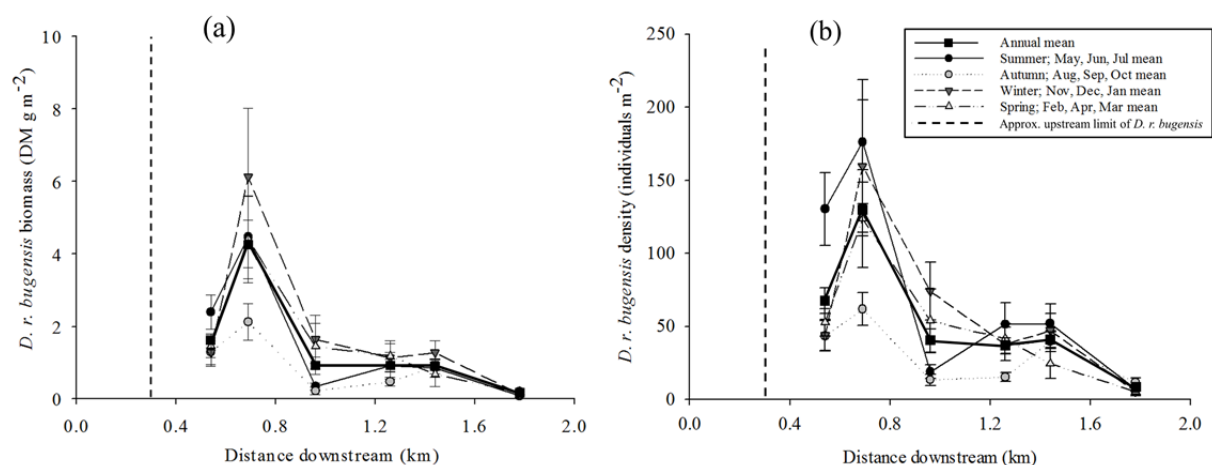 (a)
D. r. bugensis biomass (DM g m-2)
10
8
6
4
2
0
0.0 0.4 0.8 1.2 1.6 2.0
Distance downstream (km)
(b)
D. r. bugensis density (individuals m-2)
250
200
150
100
50
0
0.0 0.4 0.8 1.2 1.6 2.0
Distance downstream (km)
Annual mean
Summer; May, Jun, Jul mean
Autumn; Aug, Sep, Oct mean
Winter; Nov, Dec, Jan mean
Spring; Feb, Apr, Mar mean
Approx. upstream limit of D. r. bugensis